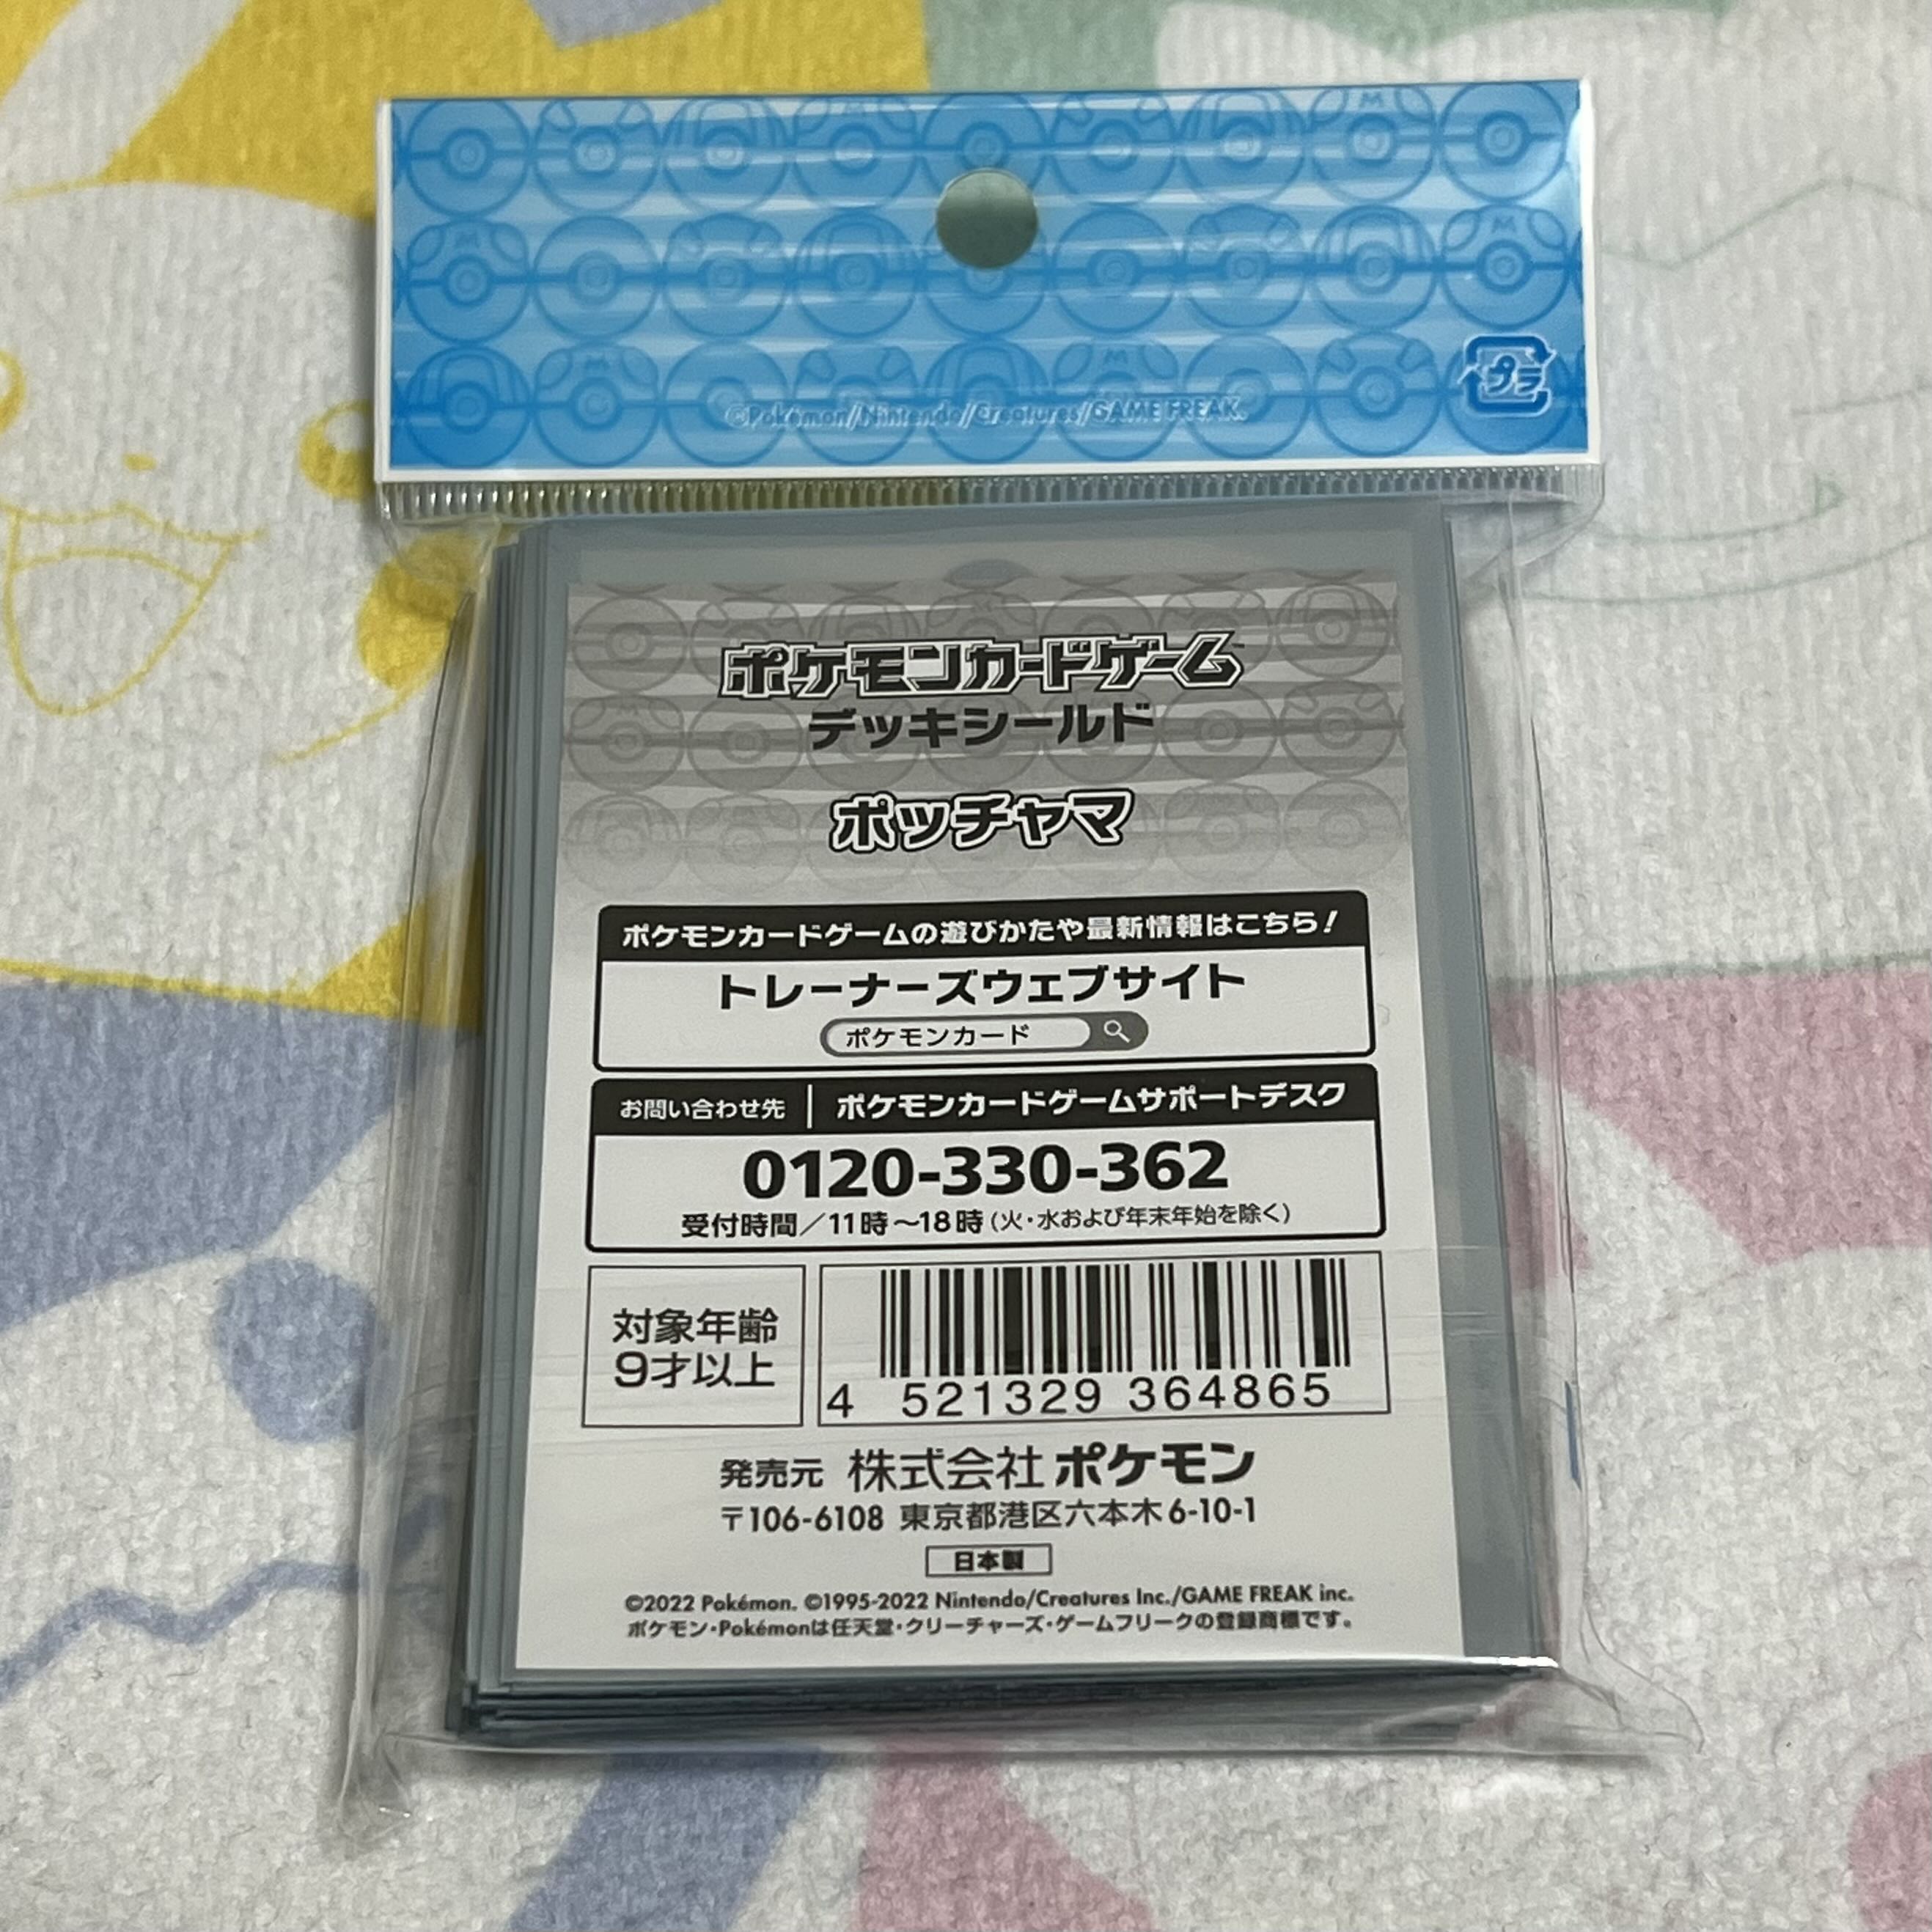 ©Pokémon/Nintendo/Creatures/GAME FREAK.
プラ
ポケモンカードゲーム
デッキシールド
ポッチャマ
ポケモンカードゲームの遊びかたや最新情報はこちら!
トレーナーズウェブサイト
ポケモンカード
お問い合わせ先 ポケモンカードゲームサポートデスク
0120-330-362
受付時間/11時～18時(火・水および年末年始を除く)
対象年齢
9才以上
4 521329 364865
発売元 株式会社ポケモン
〒106-6108 東京都港区六本木6-10-1
日本製
©2022 Pokémon. ©1995-2022 Nintendo/Creatures Inc./GAME FREAK inc.
ポケモン・Pokémonは任天堂・クリーチャーズ・ゲームフリークの登録商標です。